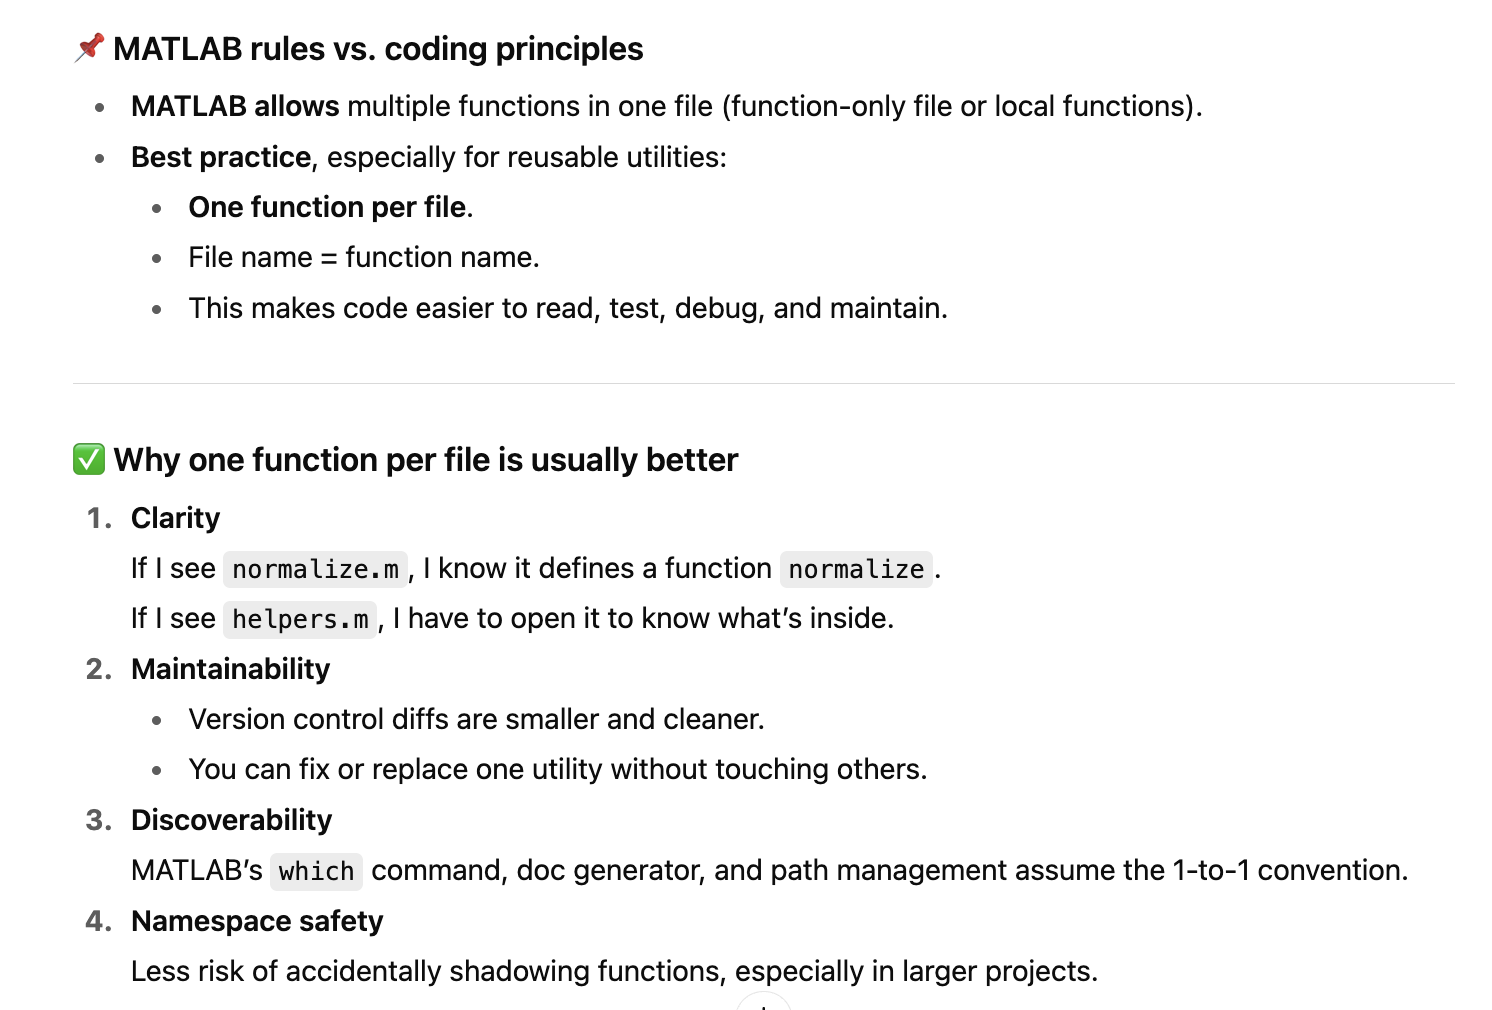 📌 MATLAB rules vs. coding principles
• MATLAB allows multiple functions in one file (function-only file or local functions).
• Best practice, especially for reusable utilities:
• One function per file.
• File name = function name.
• This makes code easier to read, test, debug, and maintain.
✅ Why one function per file is usually better
1. Clarity
If I see normalize.m, I know it defines a function normalize.
If I see helpers.m, I have to open it to know what’s inside.
2. Maintainability
• Version control diffs are smaller and cleaner.
• You can fix or replace one utility without touching others.
3. Discoverability
MATLAB’s which command, doc generator, and path management assume the 1-to-1 convention.
4. Namespace safety
Less risk of accidentally shadowing functions, especially in larger projects.